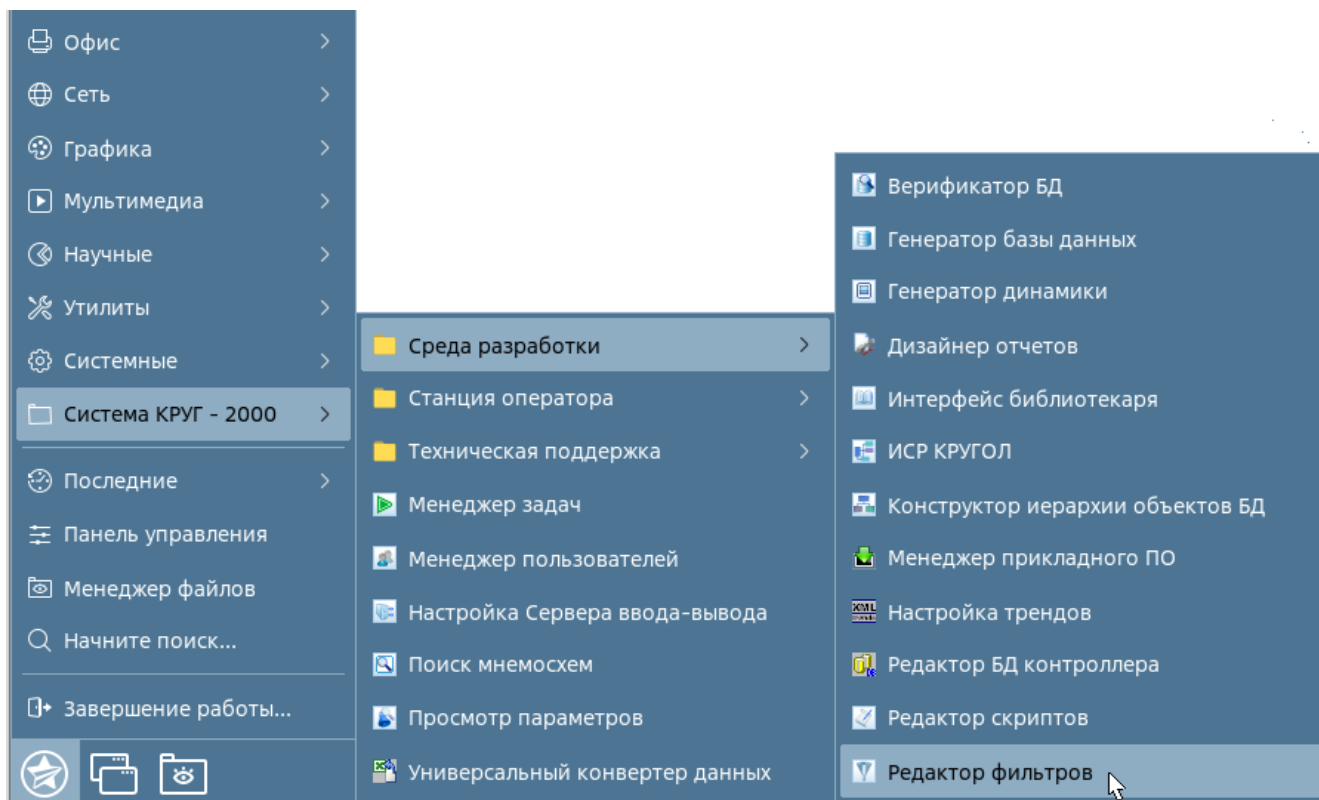 Офис
Сеть
Графика
Мультимедиа
Научные
Утилиты
Системные
Система КРУГ - 2000
Последние
Панель управления
Менеджер файлов
Начните поиск...
Завершение работы...
Среда разработки
Станция оператора
Техническая поддержка
Менеджер задач
Менеджер пользователей
Настройка Сервера ввода-вывода
Поиск мнемосхем
Просмотр параметров
Универсальный конвертер данных
Верификатор БД
Генератор базы данных
Генератор динамики
Дизайнер отчетов
Интерфейс библиотекаря
ИСР КРУГОЛ
Конструктор иерархии объектов БД
Менеджер прикладного ПО
Настройка трендов
Редактор БД контроллера
Редактор скриптов
Редактор фильтров